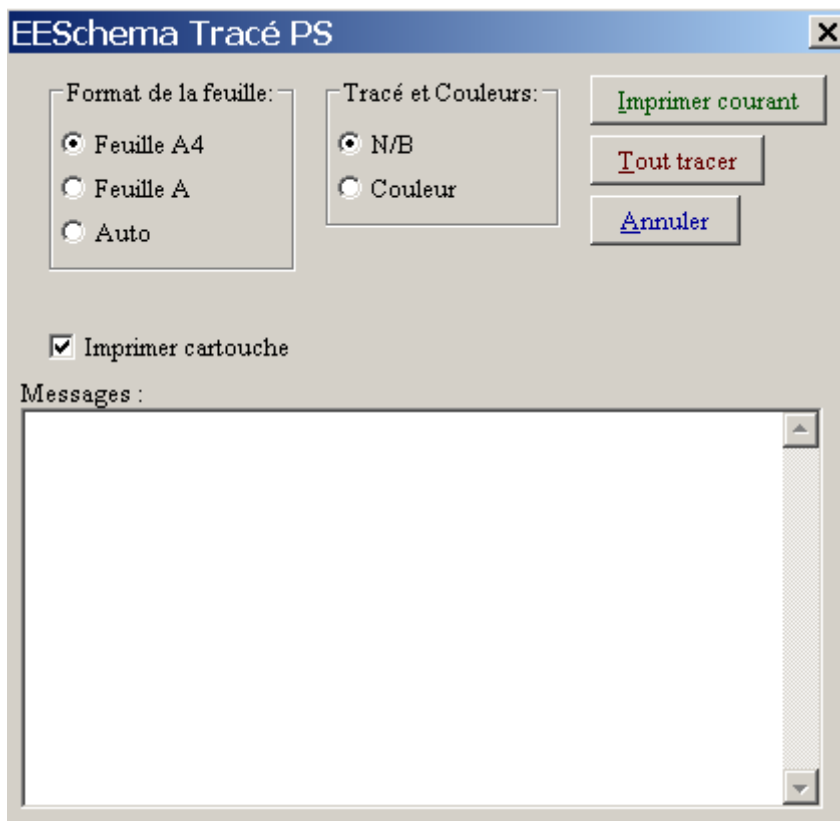 EESchema Tracé PS
Format de la feuille:
Feuille A4
Feuille A
Auto
Tracé et Couleurs:
N/B
Couleur
Imprimer courant
Tout tracer
Annuler
Imprimer cartouche
Messages :